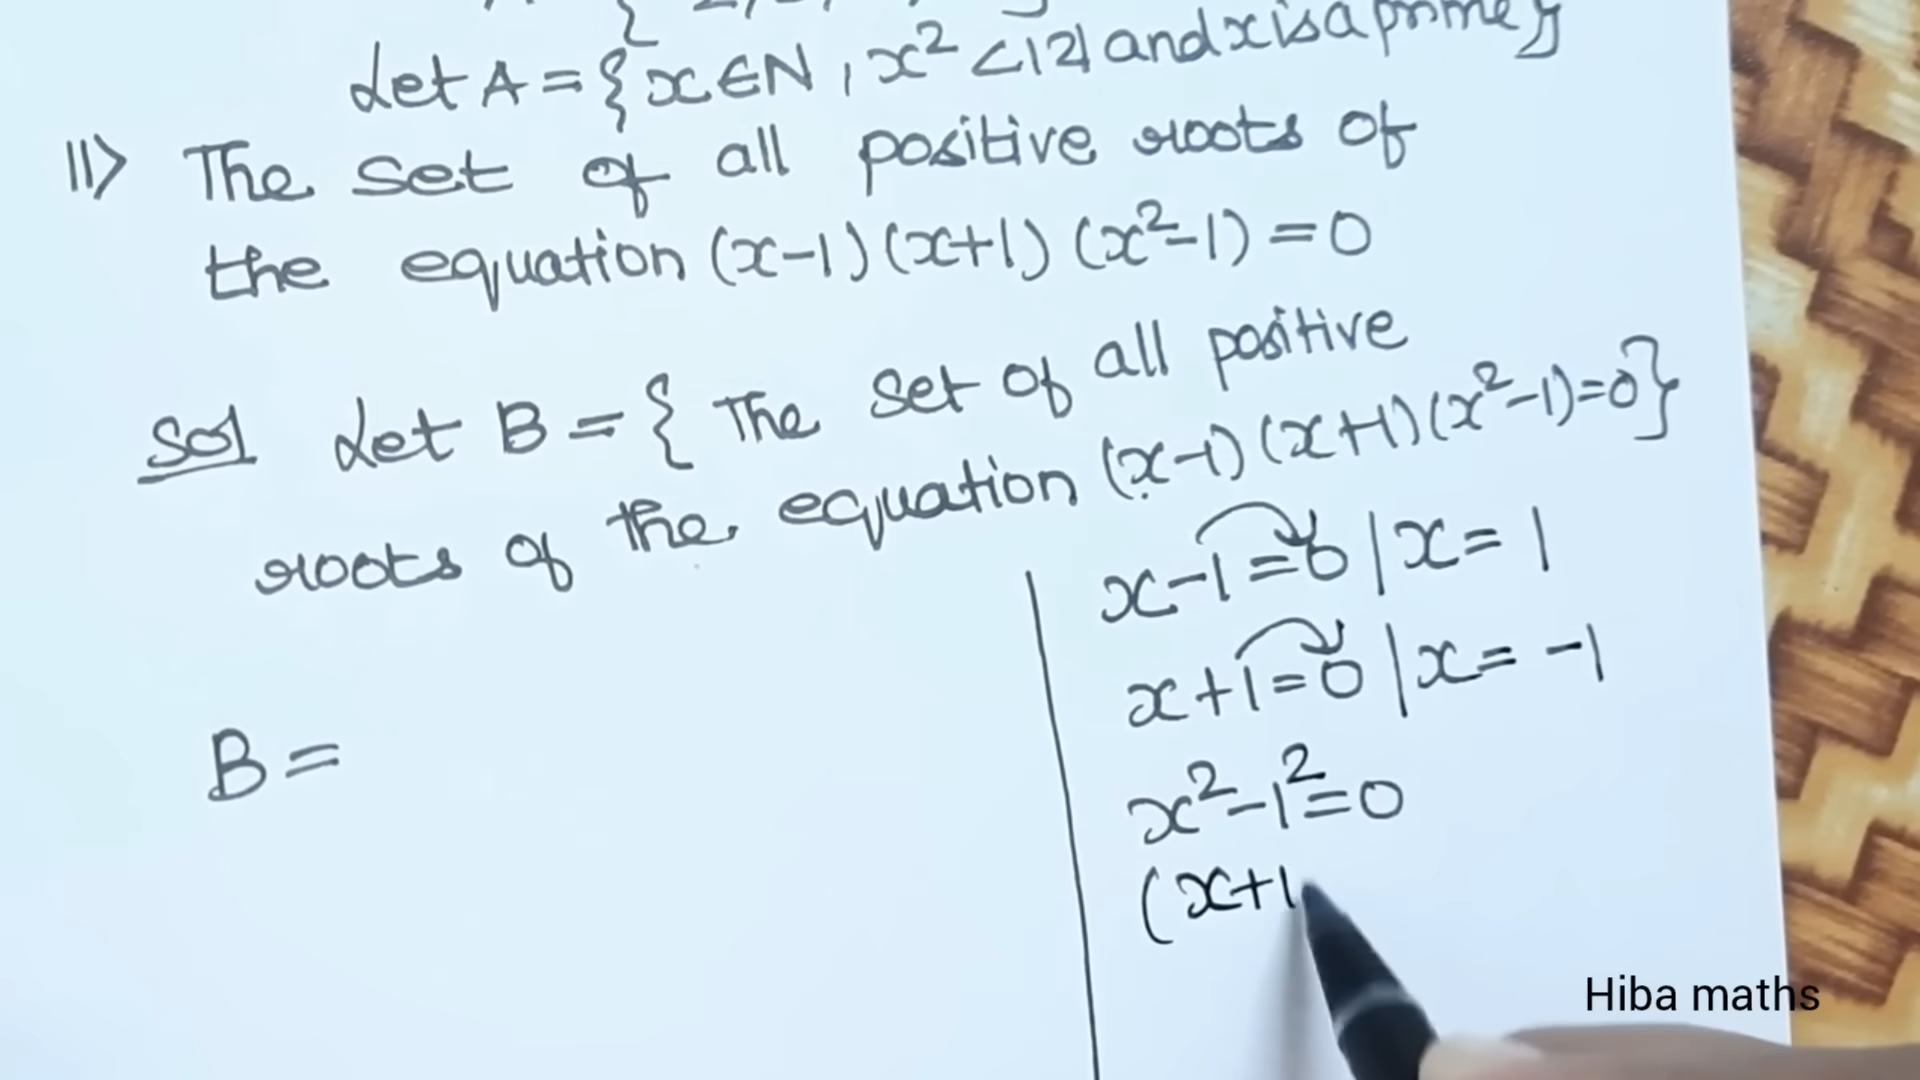 Let A = {x∈N, x² <121 and x is a prime}
II> The set of all positive roots of
the equation (x-1)(x+1)(x²-1) = 0
Sol Let B = { The set of all positive
roots of the equation (x-1)(x+1)(x²-1)=0}
x-1=0 | x = 1
x+1=0 | x = -1
x²-1²=0
(x+1
B =
Hiba maths